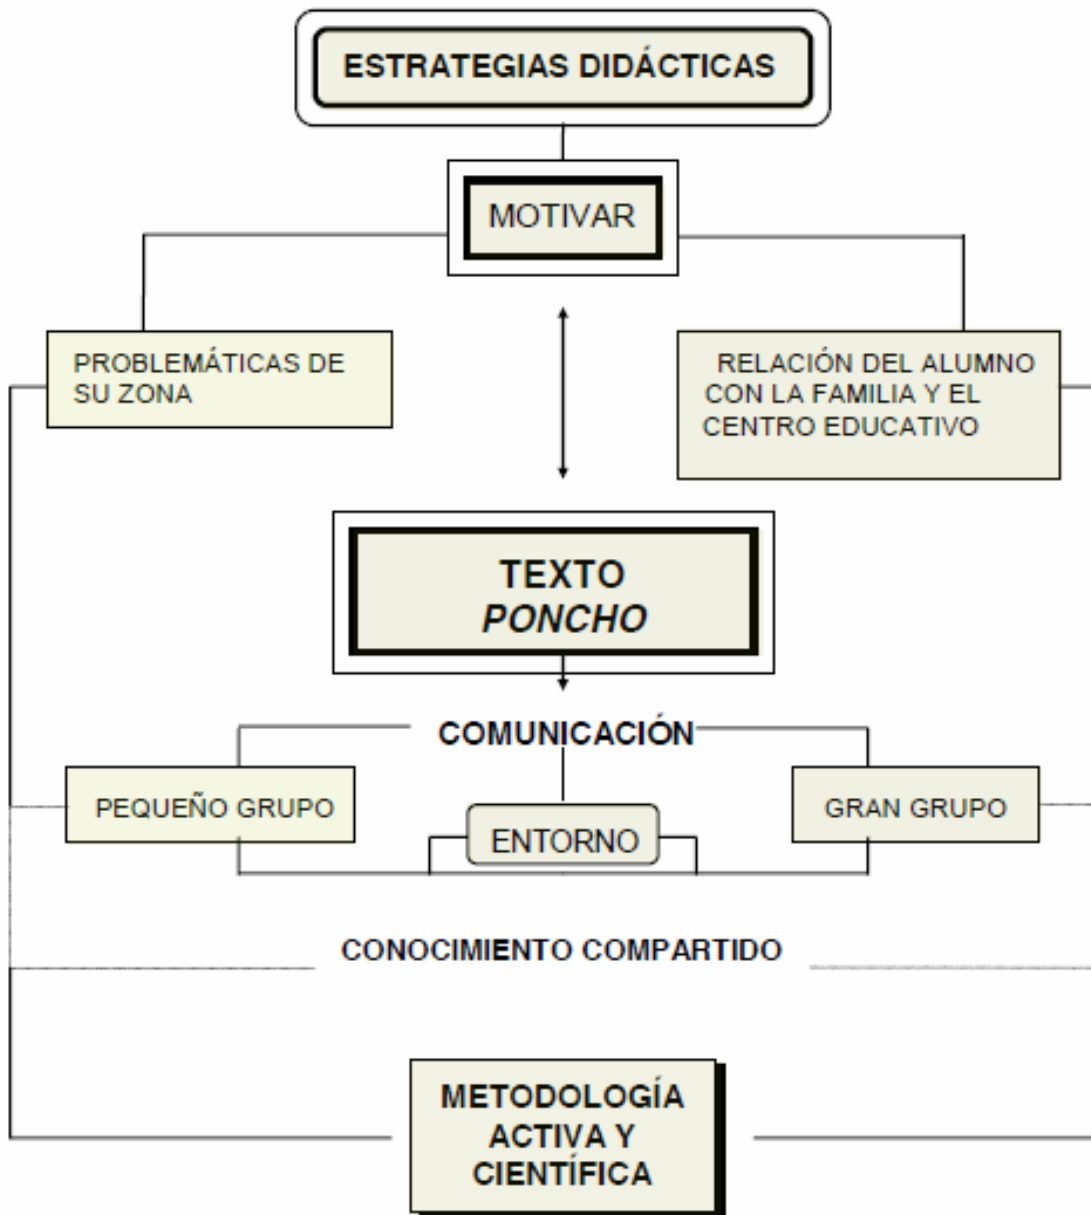 ESTRATEGIAS DIDÁCTICAS
MOTIVAR
PROBLEMÁTICAS DE
SU ZONA
RELACIÓN DEL ALUMNO
CON LA FAMILIA Y EL
CENTRO EDUCATIVO
TEXTO
PONCHO
COMUNICACIÓN
PEQUEÑO GRUPO
ENTORNO
GRAN GRUPO
CONOCIMIENTO COMPARTIDO
METODOLOGÍA
ACTIVA Y
CIENTÍFICA